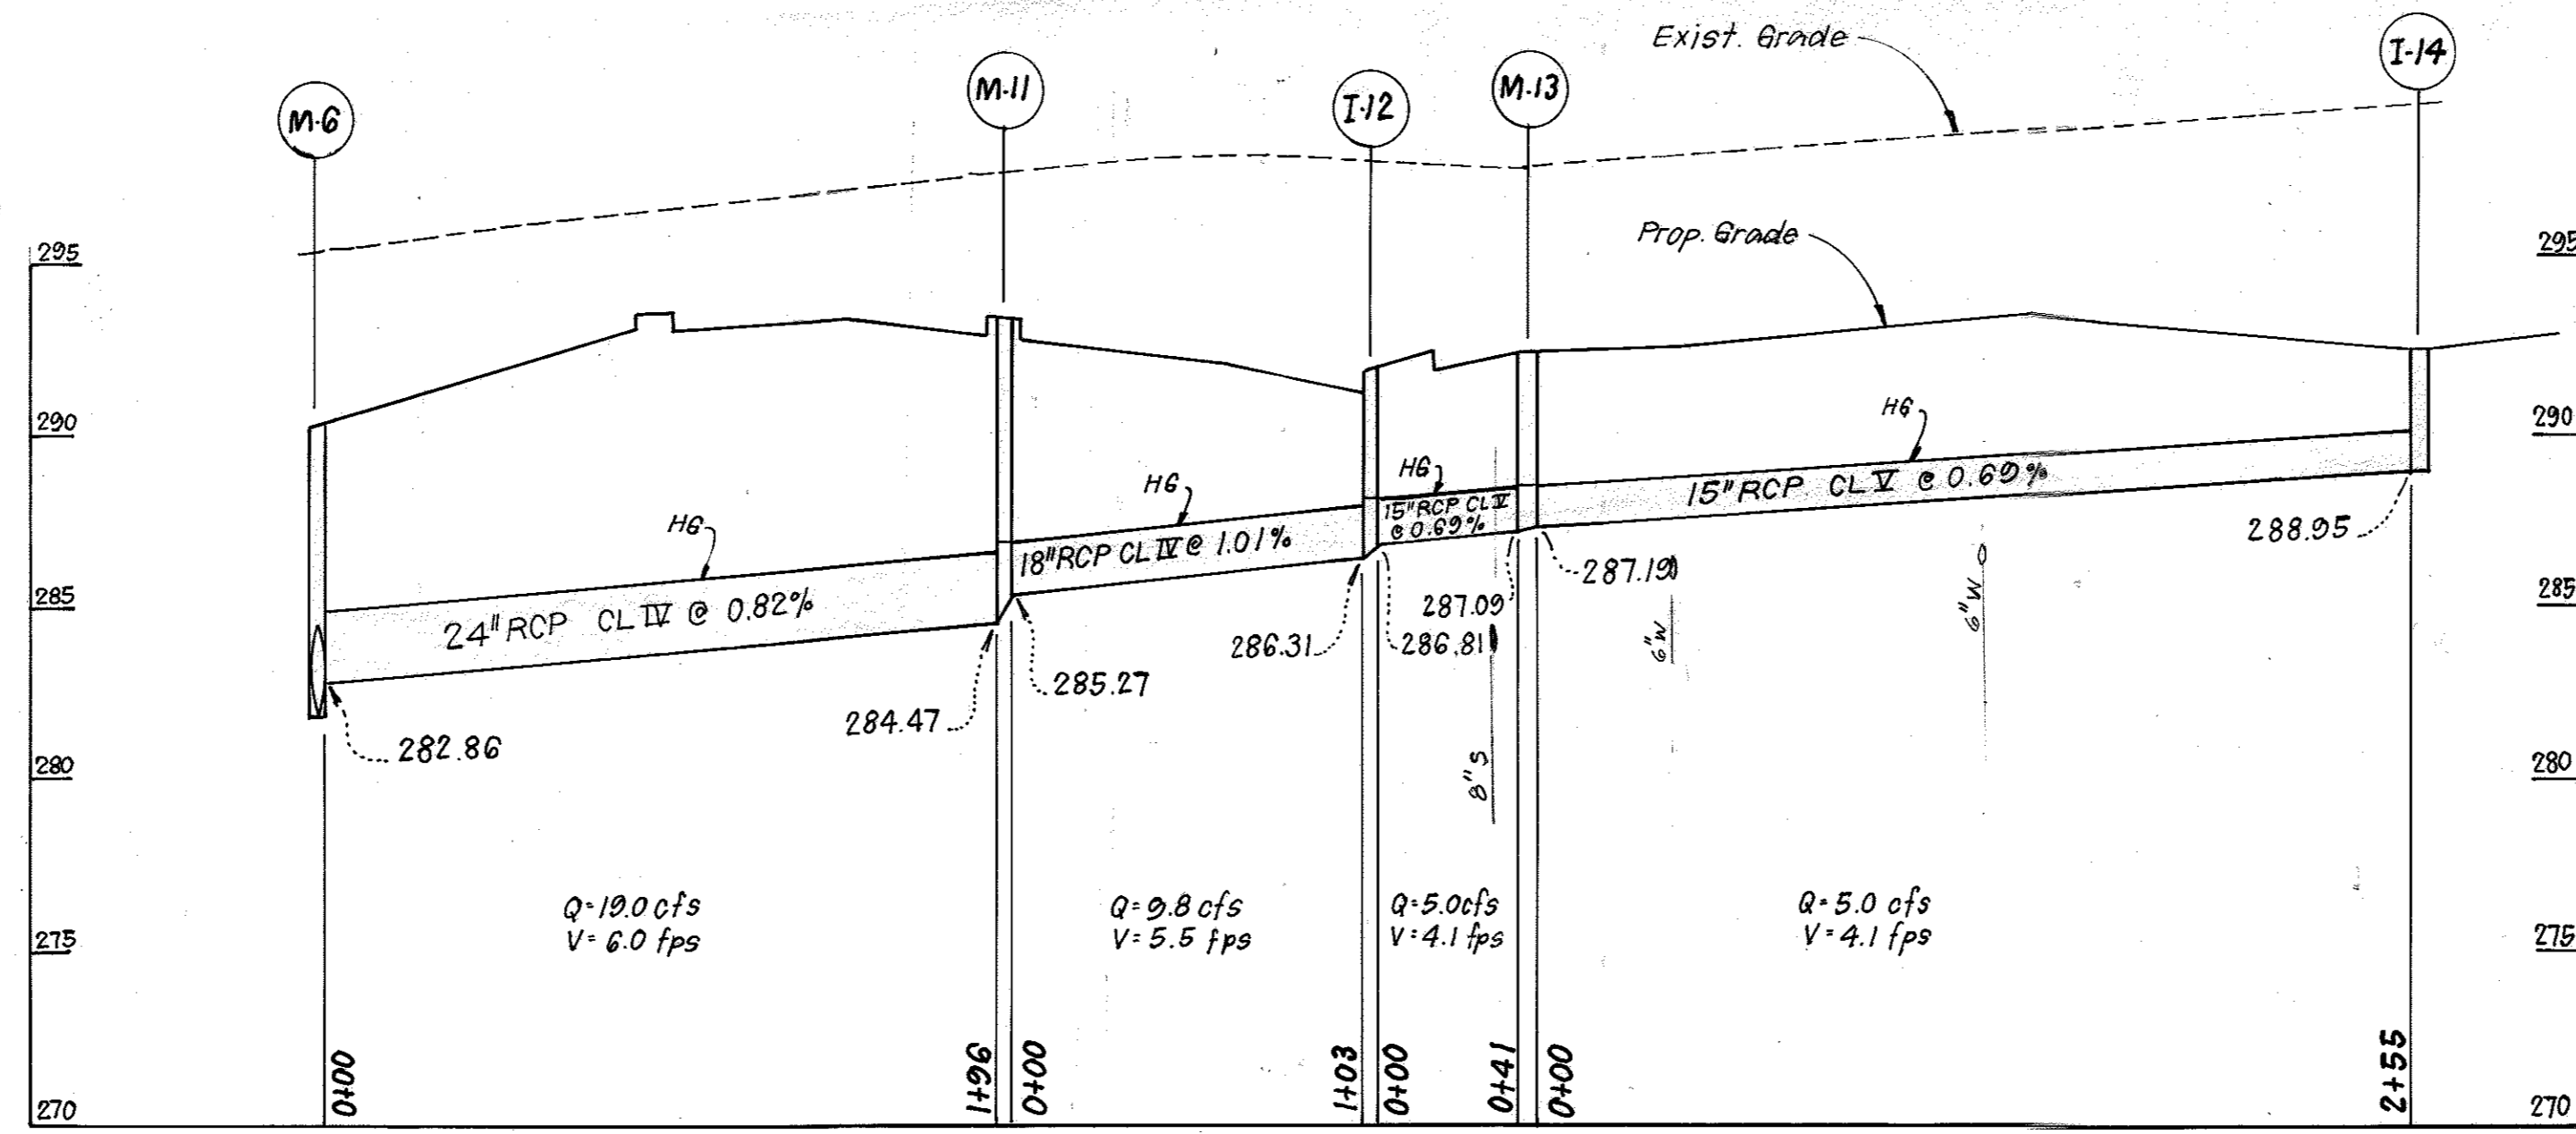 M-6
M-11
I-12
M-13
I-14
Exist. Grade
Prop. Grade
295
295
290
290
285
285
280
280
275
275
270
270
HG
HG
HG
HG
24" RCP CL IV @ 0.82%
18" RCP CL IV @ 1.01%
15" RCP CL V
@ 0.69%
15" RCP CL V @ 0.69%
282.86
284.47
285.27
286.31
286.81
287.09
287.19
288.95
8" S
6" W
6" W
Q=19.0 cfs
V=6.0 fps
Q=9.8 cfs
V=5.5 fps
Q=5.0 cfs
V=4.1 fps
Q=5.0 cfs
V=4.1 fps
0+00
1+96
0+00
1+03
0+00
0+41
0+00
2+55